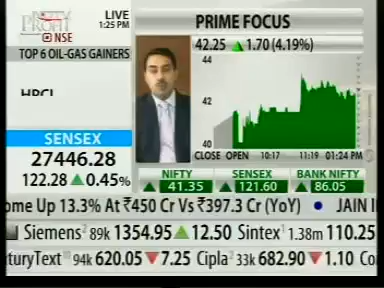 NDTV PROFIT
NSE
LIVE
1:25 PM
PRIME FOCUS
TOP 6 OIL-GAS GAINERS
42.25 ▲ 1.70 (4.19%)
44
42
40
CLOSE OPEN 10:17 11:19 01:24 PM
SENSEX
27446.28
122.28 ▲ 0.45%
NIFTY SENSEX BANK NIFTY
▲ 41.35 ▲ 121.60 ▲ 86.05
ome Up 13.3% At ₹450 Cr Vs ₹397.3 Cr (YoY) ● JAIN
Siemens² 89k 1354.95 ▲ 12.50 Sintex¹ 1.38m 110.25
turyText 94k 620.05 ▼ 7.25 Cipla² 33k 682.90 ▼ 1.10 Co